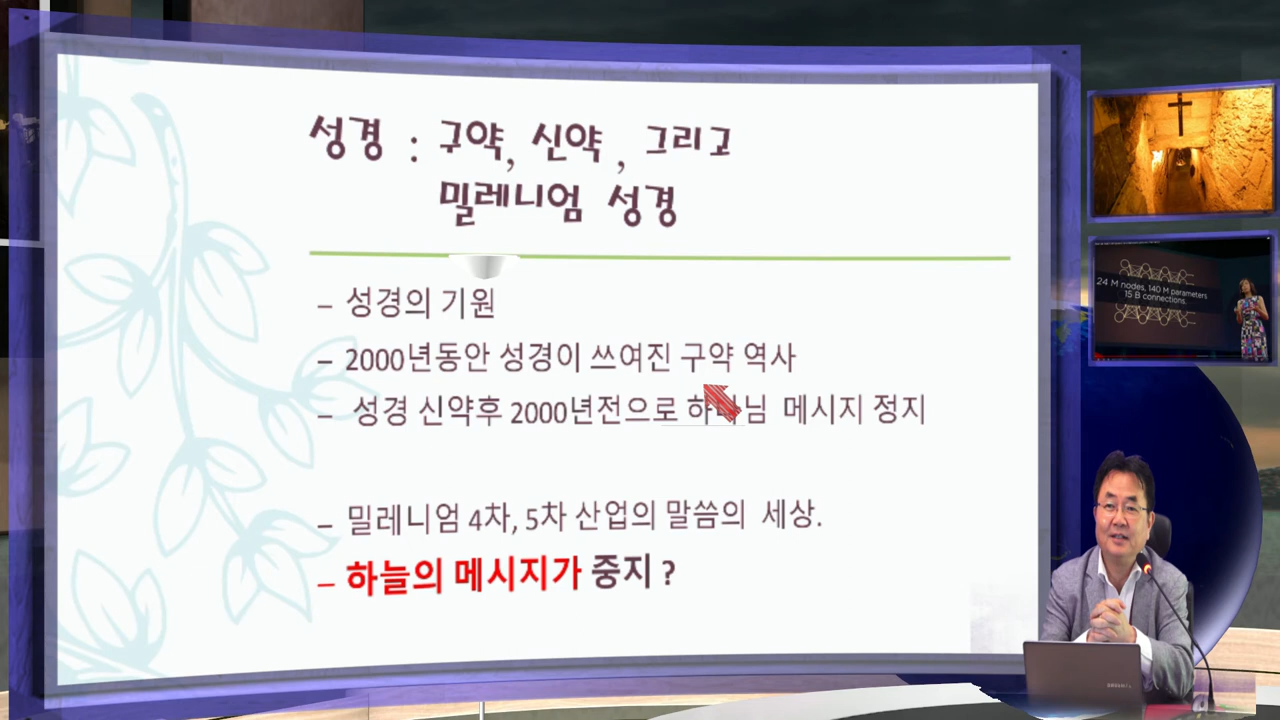 성경 : 구약, 신약 , 그리고
밀레니엄 성경
– 성경의 기원
– 2000년동안 성경이 쓰여진 구약 역사
– 성경 신약후 2000년전으로 하나님 메시지 정지
– 밀레니엄 4차, 5차 산업의 말씀의 세상.
– 하늘의 메시지가 중지 ?
24 M nodes, 140 M parameters
15 B connections.